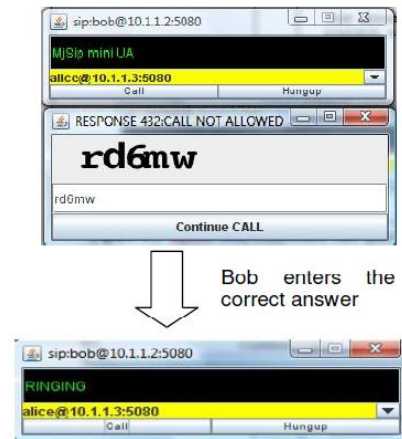 sip:bob@10.1.1.2:5080
MjSip mini UA
alice@10.1.1.3:5080
Call Hungup
RESPONSE 432:CALL NOT ALLOWED
rd6mw
rd6mw
Continue CALL
Bob enters the
correct answer
sip:bob@10.1.1.2:5080
RINGING
alice@10.1.1.3:5080
Call Hungup